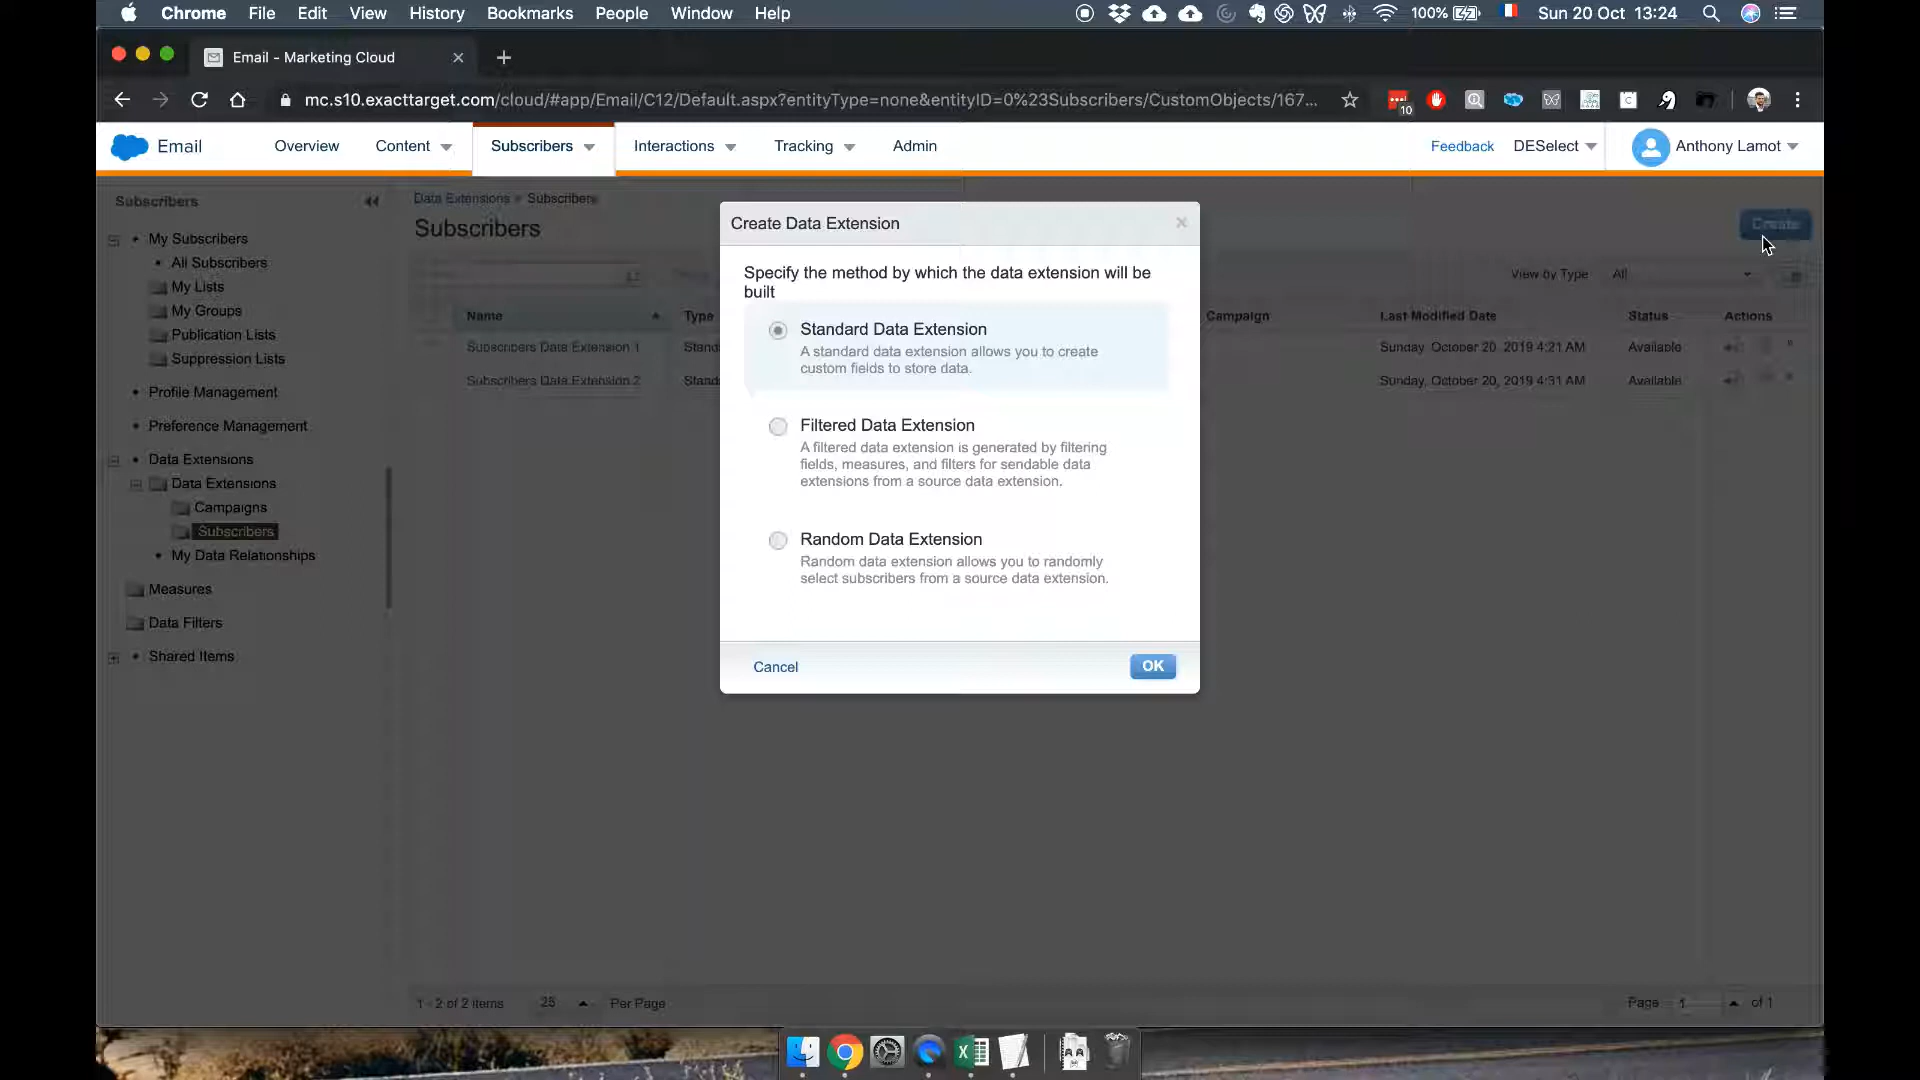 Chrome File Edit View History Bookmarks People Window Help 100% Sun 20 Oct 13:24
Email - Marketing Cloud
mc.s10.exacttarget.com/cloud/#app/Email/C12/Default.aspx?entityType=none&entityID=0%23Subscribers/CustomObjects/167... 10
Email Overview Content Subscribers Interactions Tracking Admin Feedback DESelect Anthony Lamot
Subscribers
My Subscribers
All Subscribers
My Lists
My Groups
Publication Lists
Suppression Lists
Profile Management
Preference Management
Data Extensions
Data Extensions
Campaigns
Subscribers
My Data Relationships
Measures
Data Filters
Shared Items
Data Extensions > Subscribers
Subscribers
Create
View by Type All
Name Type Campaign Last Modified Date Status Actions
Subscribers Data Extension 1 Stand Sunday, October 20, 2019 4:21 AM Available
Subscribers Data Extension 2 Stand Sunday, October 20, 2019 4:31 AM Available
Create Data Extension
Specify the method by which the data extension will be
built
Standard Data Extension
A standard data extension allows you to create
custom fields to store data.
Filtered Data Extension
A filtered data extension is generated by filtering
fields, measures, and filters for sendable data
extensions from a source data extension.
Random Data Extension
Random data extension allows you to randomly
select subscribers from a source data extension.
Cancel OK
1 - 2 of 2 items 25 Per Page Page 1 of 1